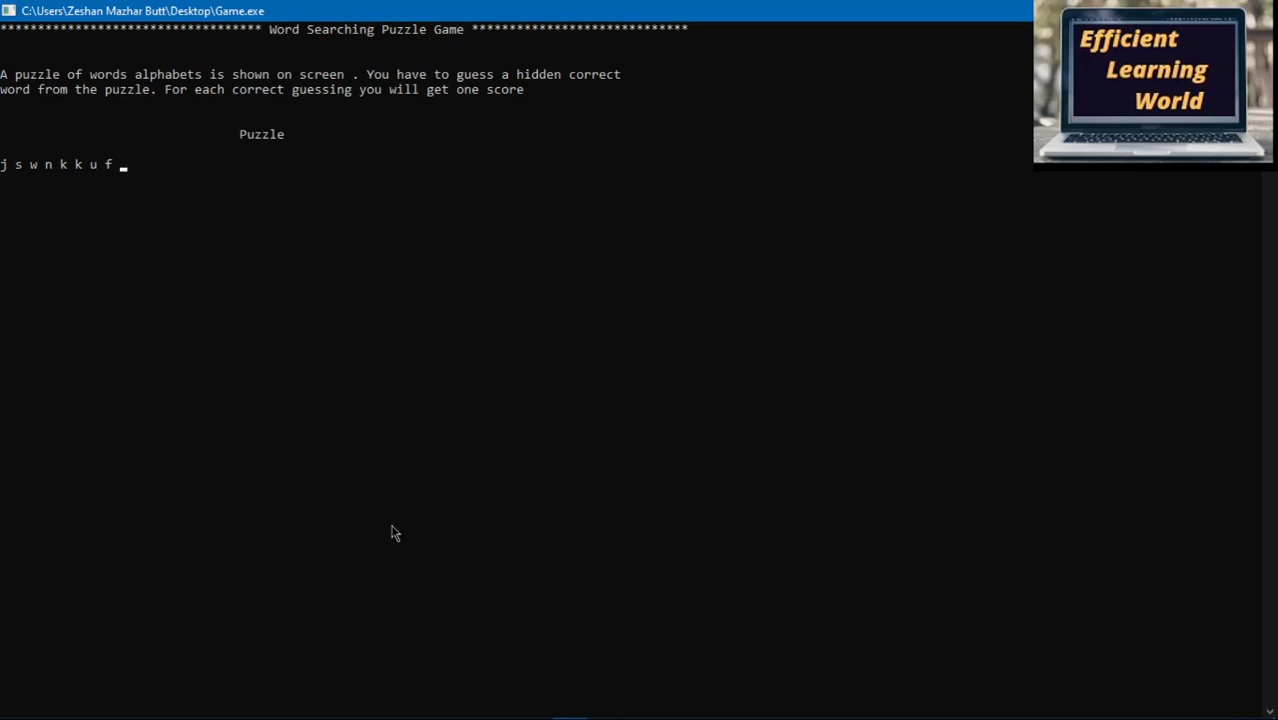 C:\Users\Zeshan Mazhar Butt\Desktop\Game.exe
********************************** Word Searching Puzzle Game *****************************
A puzzle of words alphabets is shown on screen . You have to guess a hidden correct
word from the puzzle. For each correct guessing you will get one score
Puzzle
j s w n k k u f
Efficient
Learning
World